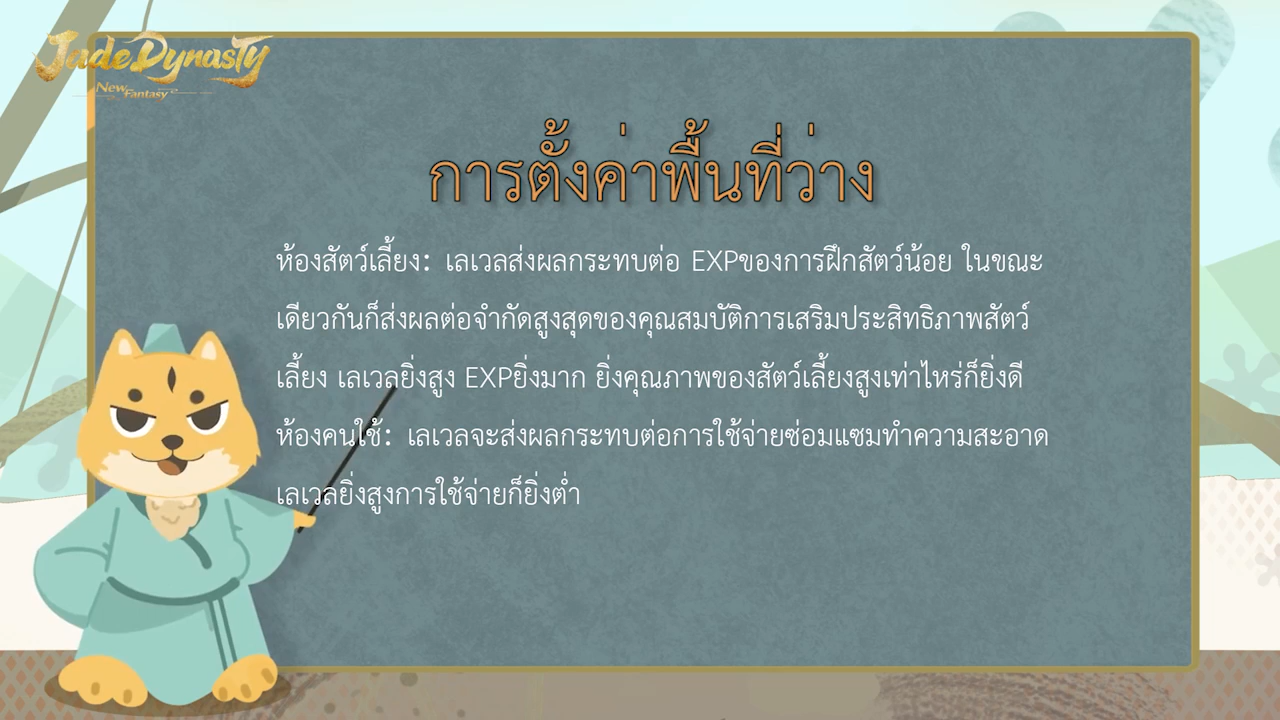 Jade Dynasty
New Fantasy
การตั้งค่าพื้นที่ว่าง
ห้องสัตว์เลี้ยง: เลเวลส่งผลกระทบต่อ EXPของการฝึกสัตว์น้อย ในขณะ
เดียวกันก็ส่งผลต่อจำกัดสูงสุดของคุณสมบัติการเสริมประสิทธิภาพสัตว์
เลี้ยง เลเวลยิ่งสูง EXPยิ่งมาก ยิ่งคุณภาพของสัตว์เลี้ยงสูงเท่าไหร่ก็ยิ่งดี
ห้องคนใช้: เลเวลจะส่งผลกระทบต่อการใช้จ่ายซ่อมแซมทำความสะอาด
เลเวลยิ่งสูงการใช้จ่ายก็ยิ่งต่ำ